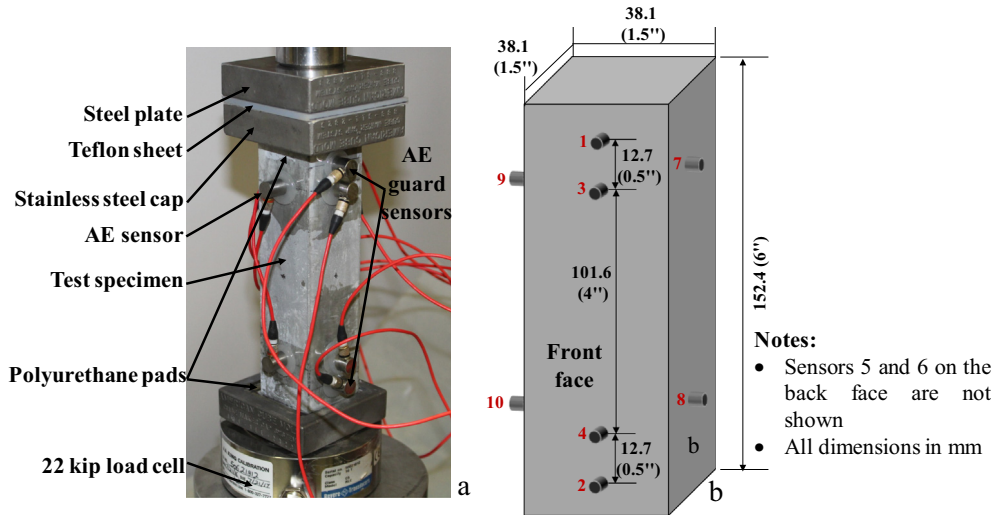 Steel plate
Teflon sheet
Stainless steel cap
AE sensor
Test specimen
Polyurethane pads
22 kip load cell
AE
guard
sensors
a
38.1
(1.5")
38.1
(1.5")
1
12.7
(0.5")
3
7
9
101.6
(4")
152.4 (6")
Front
face
10
8
4
12.7
(0.5")
2
b
b
Notes:
• Sensors 5 and 6 on the
back face are not
shown
• All dimensions in mm